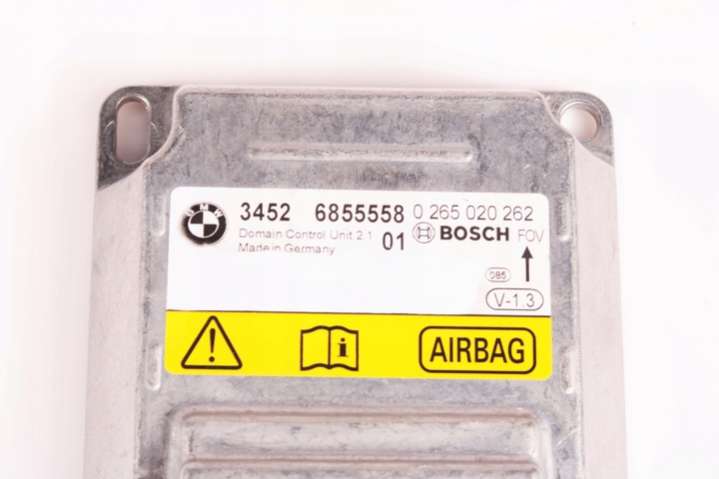 BMW
3452 6855558 0 265 020 262
Domain Control Unit 2.1 01 BOSCH FOV
Made in Germany
085
V-1.3
i AIRBAG